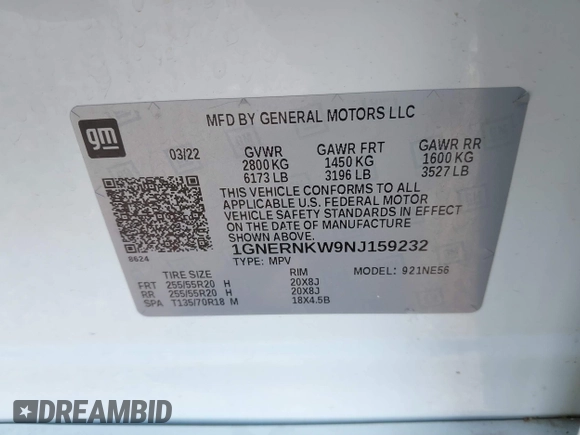 MFD BY GENERAL MOTORS LLC
gm
03/22 GVWR GAWR FRT GAWR RR
2800 KG 1450 KG 1600 KG
6173 LB 3196 LB 3527 LB
THIS VEHICLE CONFORMS TO ALL
APPLICABLE U.S. FEDERAL MOTOR
VEHICLE SAFETY STANDARDS IN EFFECT
ON THE DATE OF MANUFACTURE
SHOWN ABOVE.
1GNERNKW9NJ159232
8624 TYPE: MPV MODEL: 921NE56
TIRE SIZE RIM
FRT 255/55R20 H 20X8J
RR 255/55R20 H 20X8J
SPA T135/70R18 M 18X4.5B
DREAMBID